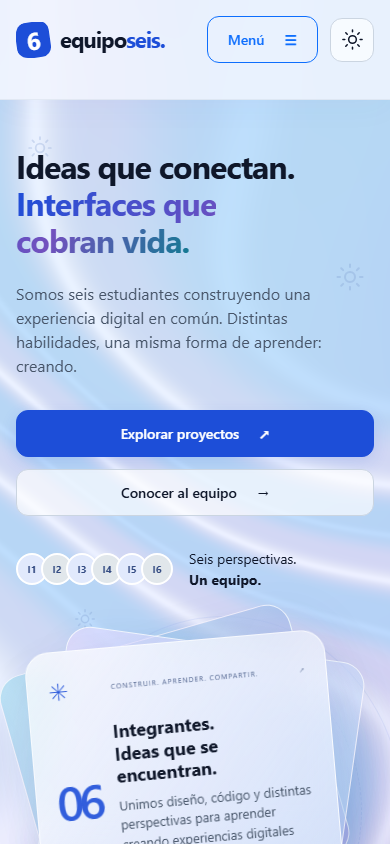 6 equiposeis.
Menú ☰
Ideas que conectan.
Interfaces que
cobran vida.
Somos seis estudiantes construyendo una
experiencia digital en común. Distintas
habilidades, una misma forma de aprender:
creando.
Explorar proyectos ↗
Conocer al equipo →
I1 I2 I3 I4 I5 I6
Seis perspectivas.
Un equipo.
CONSTRUIR. APRENDER. COMPARTIR. ↗
Integrantes.
Ideas que se
encuentran.
06
Unimos diseño, código y distintas
perspectivas para aprender
creando experiencias digitales